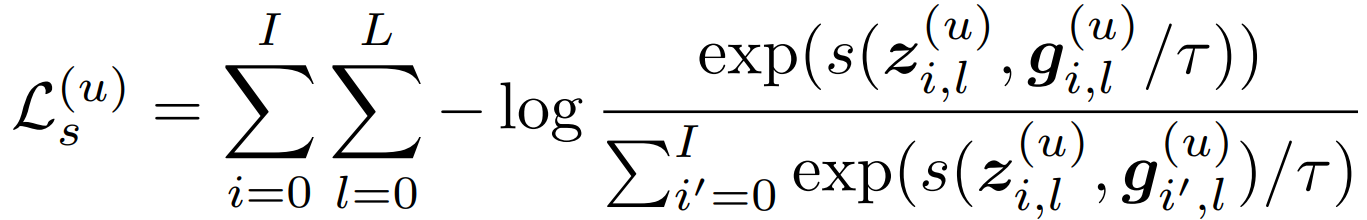 $$\mathcal{L}_s^{(u)} = \sum_{i=0}^{I} \sum_{l=0}^{L} -\log \frac{\exp(s(\boldsymbol{z}_{i,l}^{(u)}, \boldsymbol{g}_{i,l}^{(u)}/\tau))}{\sum_{i'=0}^{I} \exp(s(\boldsymbol{z}_{i,l}^{(u)}, \boldsymbol{g}_{i',l}^{(u)})/\tau)}$$